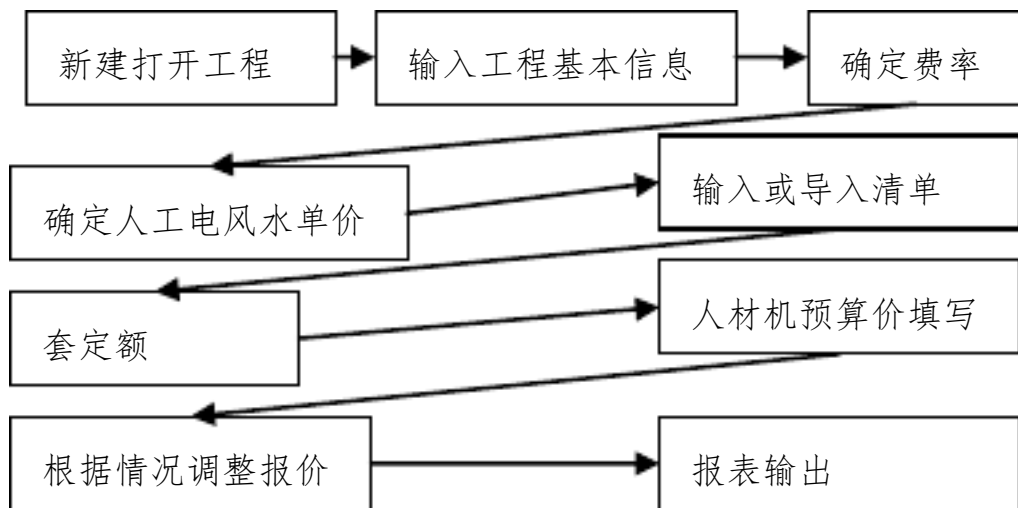 新建打开工程
输入工程基本信息
确定费率
确定人工电风水单价
输入或导入清单
套定额
人材机预算价填写
根据情况调整报价
报表输出